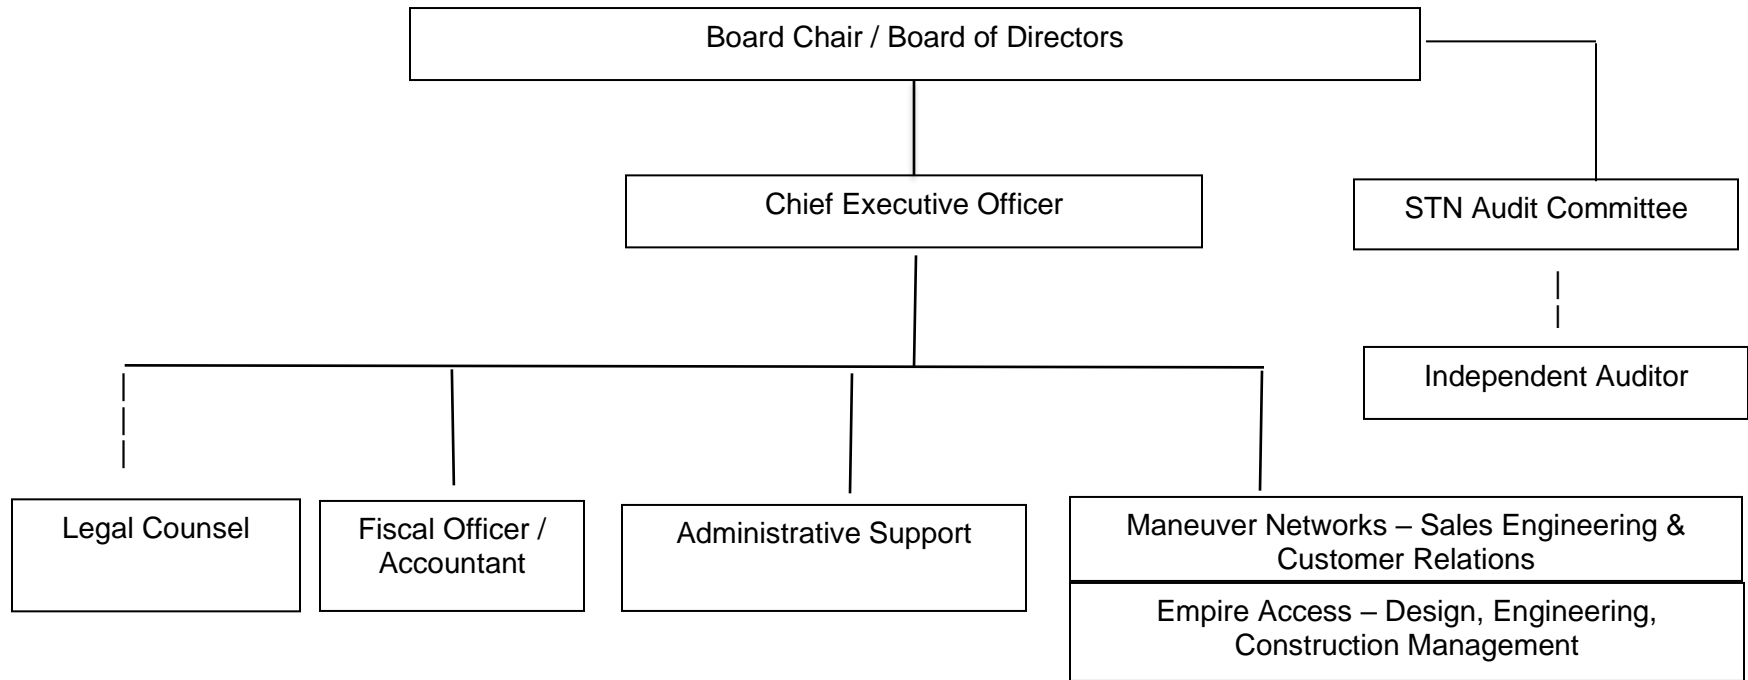 Board Chair / Board of Directors
Chief Executive Officer
STN Audit Committee
Independent Auditor
Legal Counsel
Fiscal Officer /
Accountant
Administrative Support
Maneuver Networks – Sales Engineering &
Customer Relations
Empire Access – Design, Engineering,
Construction Management